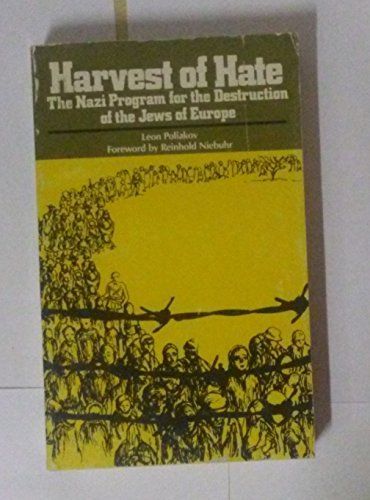 Harvest of Hate
The Nazi Program for the Destruction
of the Jews of Europe
Leon Poliakov
Foreword by Reinhold Niebuhr